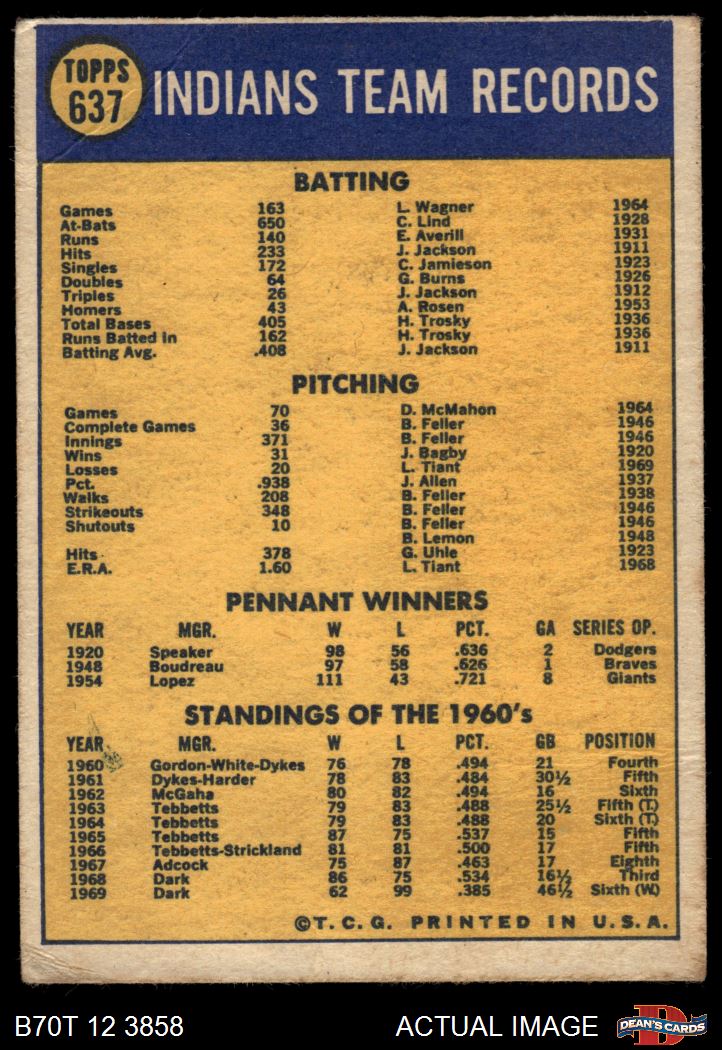 TOPPS
637
INDIANS TEAM RECORDS
BATTING
Games 163 L. Wagner 1964
At-Bats 650 C. Lind 1928
Runs 140 E. Averill 1931
Hits 233 J. Jackson 1911
Singles 172 C. Jamieson 1923
Doubles 64 G. Burns 1926
Triples 26 J. Jackson 1912
Homers 43 A. Rosen 1953
Total Bases 405 H. Trosky 1936
Runs Batted In 162 H. Trosky 1936
Batting Avg. .408 J. Jackson 1911
PITCHING
Games 70 D. McMahon 1964
Complete Games 36 B. Feller 1946
Innings 371 B. Feller 1946
Wins 31 J. Bagby 1920
Losses 20 L. Tiant 1969
Pct. .938 J. Allen 1937
Walks 208 B. Feller 1938
Strikeouts 348 B. Feller 1946
Shutouts 10 B. Feller 1946
B. Lemon 1948
Hits 378 G. Uhle 1923
E.R.A. 1.60 L. Tiant 1968
PENNANT WINNERS
YEAR MGR. W L PCT. GA SERIES OP.
1920 Speaker 98 56 .636 2 Dodgers
1948 Boudreau 97 58 .626 1 Braves
1954 Lopez 111 43 .721 8 Giants
STANDINGS OF THE 1960's
YEAR MGR. W L PCT. GB POSITION
1960 Gordon-White-Dykes 76 78 .494 21 Fourth
1961 Dykes-Harder 78 83 .484 30½ Fifth
1962 McGaha 80 82 .494 16 Sixth
1963 Tebbetts 79 83 .488 25½ Fifth (T.)
1964 Tebbetts 79 83 .488 20 Sixth (T.)
1965 Tebbetts 87 75 .537 15 Fifth
1966 Tebbetts-Strickland 81 81 .500 17 Fifth
1967 Adcock 75 87 .463 17 Eighth
1968 Dark 86 75 .534 16½ Third
1969 Dark 62 99 .385 46½ Sixth (W.)
©T. C. G. PRINTED IN U. S. A.
B70T 12 3858 ACTUAL IMAGE DEAN'S CARDS